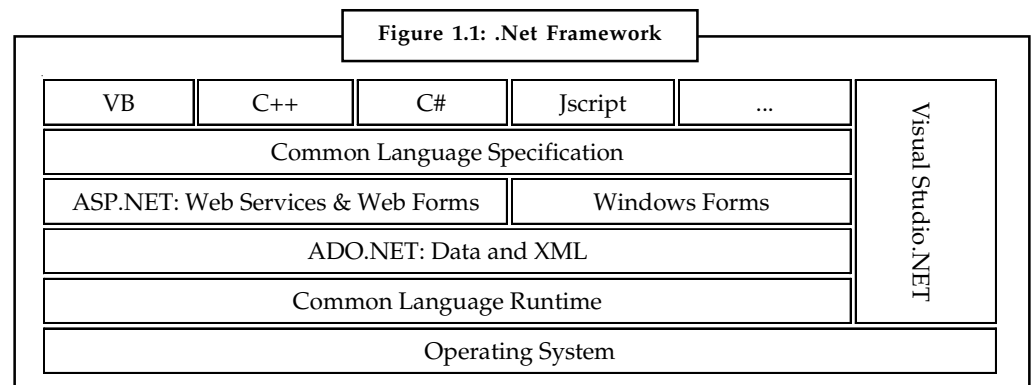 Figure 1.1: .Net Framework
VB C++ C# Jscript ...
Common Language Specification
ASP.NET: Web Services & Web Forms Windows Forms
ADO.NET: Data and XML
Common Language Runtime
Visual Studio.NET
Operating System